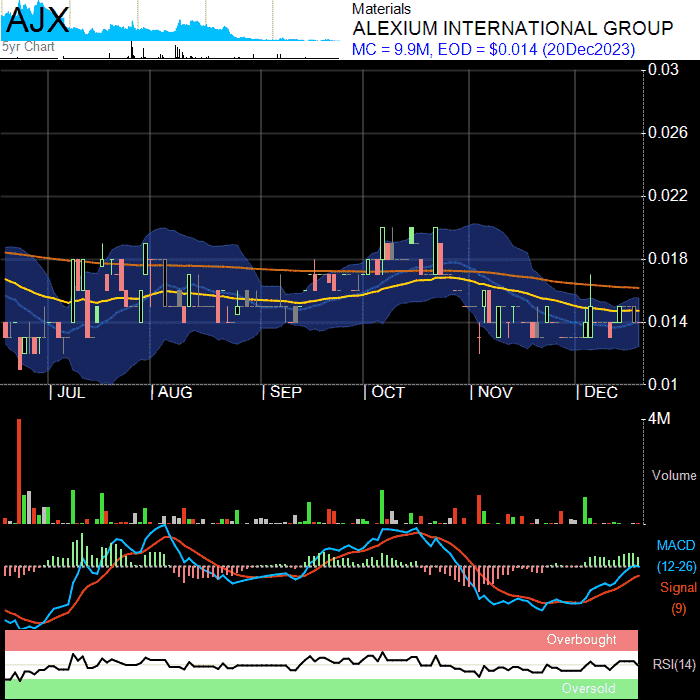 AJX
5yr Chart
Materials
ALEXIUM INTERNATIONAL GROUP
MC = 9.9M, EOD = $0.014 (20Dec2023)
0.03
0.026
0.022
0.018
0.014
0.01
JUL
AUG
SEP
OCT
NOV
DEC
4M
Volume
MACD
(12-26)
Signal
(9)
Overbought
RSI(14)
Oversold